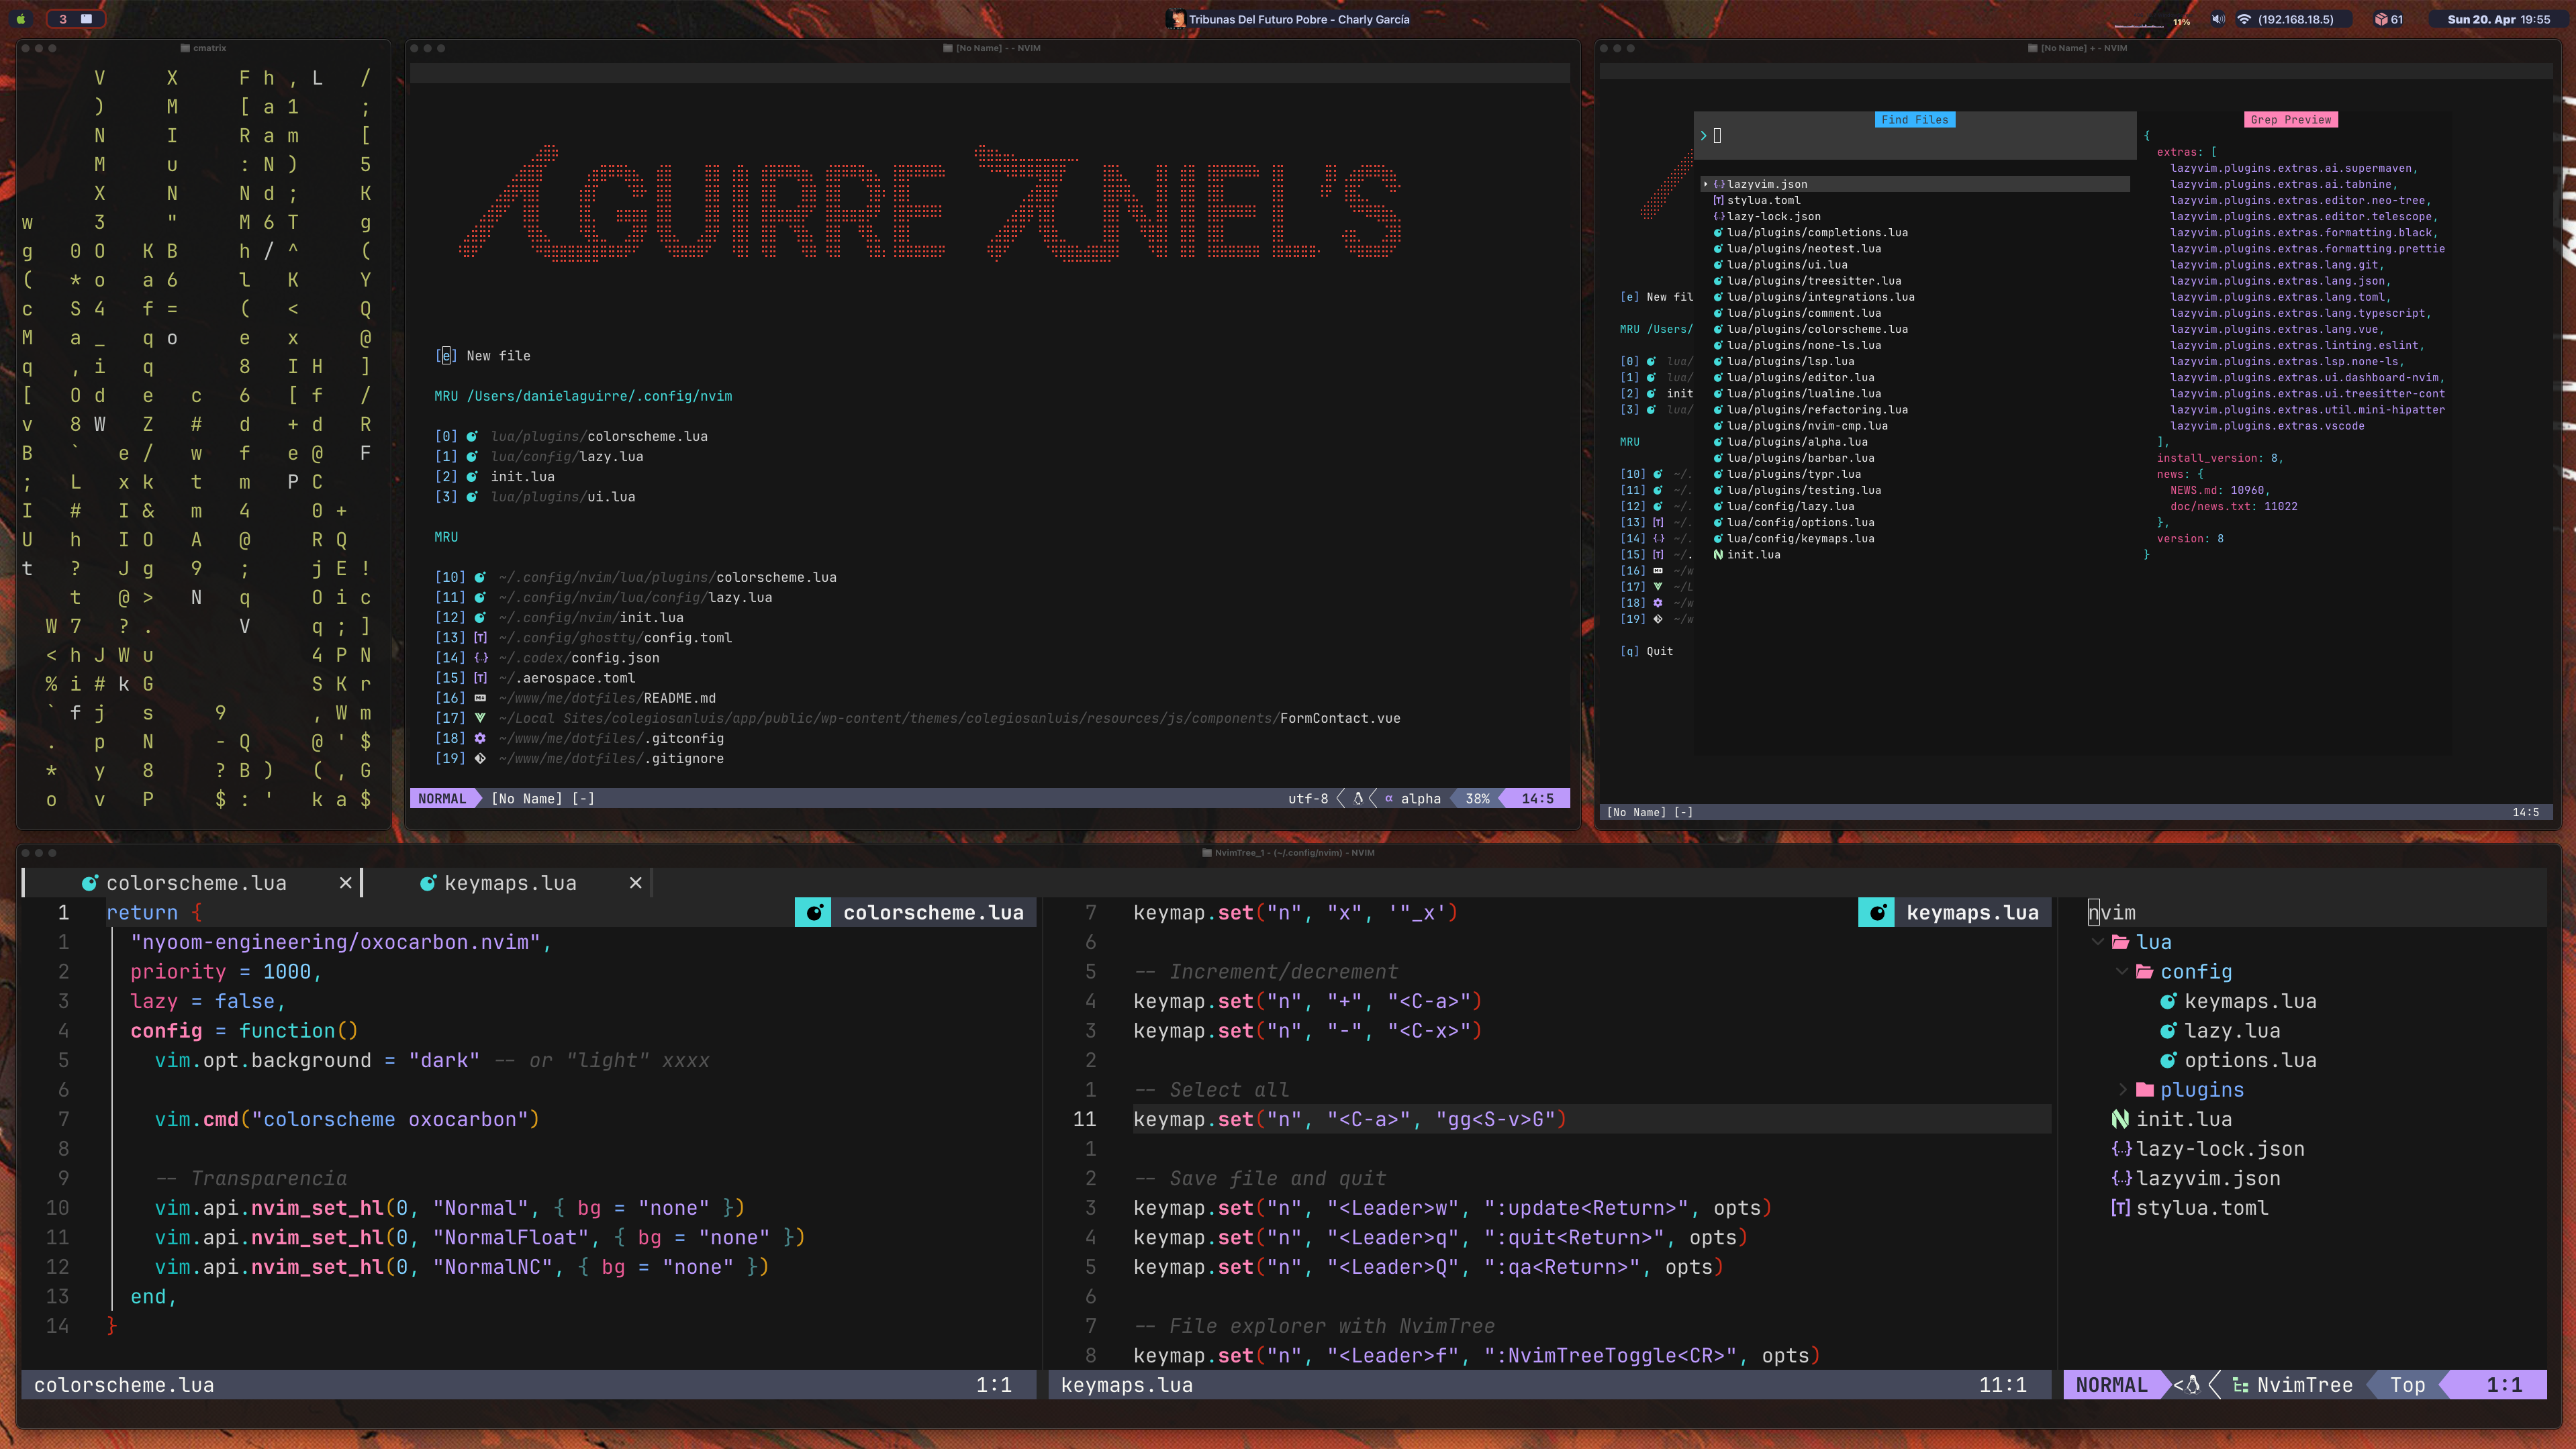 3
Tribunas Del Futuro Pobre - Charly García
11%
(192.168.18.5)
61
Sun 20. Apr 19:55
cmatrix
V X F h , L /
) M [ a 1 ;
N I R a m [
M u : N ) 5
X N N d ; K
w 3 " M 6 T g
g 0 O K B h / ^ (
( * o a 6 l K Y
c S 4 f = ( < Q
M a _ q o e x @
q , i q 8 I H ]
[ O d e c 6 [ f /
v 8 W Z # d + d R
B ` e / w f e @ F
; L x k t m P C
I # I & m 4 0 +
U h I O A @ R Q
t ? J g 9 ; j E !
t @ > N q O i c
W 7 ? . V q ; ]
< h J W u 4 P N
% i # k G S K r
` f j s 9 , W m
. p N - Q @ ' $
* y 8 ? B ) ( , G
o v P $ : ' k a $
[No Name] - - NVIM
AGUIRRE DANIEL'S
[e] New file
MRU /Users/danielaguirre/.config/nvim
[0] lua/plugins/colorscheme.lua
[1] lua/config/lazy.lua
[2] init.lua
[3] lua/plugins/ui.lua
MRU
[10] ~/.config/nvim/lua/plugins/colorscheme.lua
[11] ~/.config/nvim/lua/config/lazy.lua
[12] ~/.config/nvim/init.lua
[13] ~/.config/ghostty/config.toml
[14] ~/.codex/config.json
[15] ~/.aerospace.toml
[16] ~/www/me/dotfiles/README.md
[17] ~/Local Sites/colegiosanluis/app/public/wp-content/themes/colegiosanluis/resources/js/components/FormContact.vue
[18] ~/www/me/dotfiles/.gitconfig
[19] ~/www/me/dotfiles/.gitignore
NORMAL [No Name] [-] utf-8 α alpha 38% 14:5
[No Name] + - NVIM
[e] New fil
MRU /Users/
[0] lua/
[1] lua/
[2] init
[3] lua/
MRU
[10] ~/.
[11] ~/.
[12] ~/.
[13] ~/.
[14] ~/.
[15] ~/.
[16] ~/w
[17] ~/L
[18] ~/w
[19] ~/w
[q] Quit
Find Files
>
lazyvim.json
stylua.toml
lazy-lock.json
lua/plugins/completions.lua
lua/plugins/neotest.lua
lua/plugins/ui.lua
lua/plugins/treesitter.lua
lua/plugins/integrations.lua
lua/plugins/comment.lua
lua/plugins/colorscheme.lua
lua/plugins/none-ls.lua
lua/plugins/lsp.lua
lua/plugins/editor.lua
lua/plugins/lualine.lua
lua/plugins/refactoring.lua
lua/plugins/nvim-cmp.lua
lua/plugins/alpha.lua
lua/plugins/barbar.lua
lua/plugins/typr.lua
lua/plugins/testing.lua
lua/config/lazy.lua
lua/config/options.lua
lua/config/keymaps.lua
init.lua
Grep Preview
{
extras: [
lazyvim.plugins.extras.ai.supermaven,
lazyvim.plugins.extras.ai.tabnine,
lazyvim.plugins.extras.editor.neo-tree,
lazyvim.plugins.extras.editor.telescope,
lazyvim.plugins.extras.formatting.black,
lazyvim.plugins.extras.formatting.prettie
lazyvim.plugins.extras.lang.git,
lazyvim.plugins.extras.lang.json,
lazyvim.plugins.extras.lang.toml,
lazyvim.plugins.extras.lang.typescript,
lazyvim.plugins.extras.lang.vue,
lazyvim.plugins.extras.linting.eslint,
lazyvim.plugins.extras.lsp.none-ls,
lazyvim.plugins.extras.ui.dashboard-nvim,
lazyvim.plugins.extras.ui.treesitter-cont
lazyvim.plugins.extras.util.mini-hipatter
lazyvim.plugins.extras.vscode
],
install_version: 8,
news: {
NEWS.md: 10960,
doc/news.txt: 11022
},
version: 8
}
[No Name] [-] 14:5
NvimTree_1 - (~/.config/nvim) - NVIM
colorscheme.lua ✕ keymaps.lua ✕
1 return { colorscheme.lua
1 "nyoom-engineering/oxocarbon.nvim",
2 priority = 1000,
3 lazy = false,
4 config = function()
5 vim.opt.background = "dark" -- or "light" xxxx
6
7 vim.cmd("colorscheme oxocarbon")
8
9 -- Transparencia
10 vim.api.nvim_set_hl(0, "Normal", { bg = "none" })
11 vim.api.nvim_set_hl(0, "NormalFloat", { bg = "none" })
12 vim.api.nvim_set_hl(0, "NormalNC", { bg = "none" })
13 end,
14 }
colorscheme.lua 1:1
7 keymap.set("n", "x", '"_x') keymaps.lua
6
5 -- Increment/decrement
4 keymap.set("n", "+", "<C-a>")
3 keymap.set("n", "-", "<C-x>")
2
1 -- Select all
11 keymap.set("n", "<C-a>", "gg<S-v>G")
1
2 -- Save file and quit
3 keymap.set("n", "<Leader>w", ":update<Return>", opts)
4 keymap.set("n", "<Leader>q", ":quit<Return>", opts)
5 keymap.set("n", "<Leader>Q", ":qa<Return>", opts)
6
7 -- File explorer with NvimTree
8 keymap.set("n", "<Leader>f", ":NvimTreeToggle<CR>", opts)
keymaps.lua 11:1
nvim
lua
config
keymaps.lua
lazy.lua
options.lua
plugins
init.lua
lazy-lock.json
lazyvim.json
stylua.toml
NORMAL < NvimTree Top 1:1